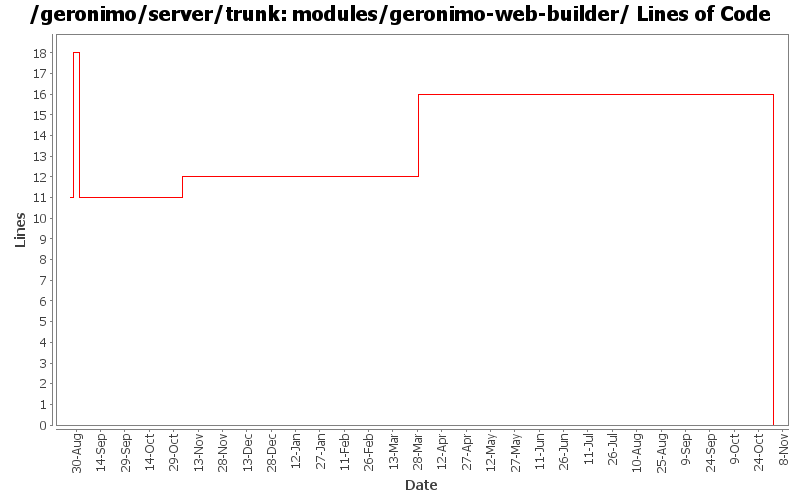 /geronimo/server/trunk: modules/geronimo-web-builder/ Lines of Code
18
17
16
15
14
13
12
11
10
9
8
7
6
5
4
3
2
1
0
Lines
30-Aug
14-Sep
29-Sep
14-Oct
29-Oct
13-Nov
28-Nov
13-Dec
28-Dec
12-Jan
27-Jan
11-Feb
26-Feb
13-Mar
28-Mar
12-Apr
27-Apr
12-May
27-May
11-Jun
26-Jun
11-Jul
26-Jul
10-Aug
25-Aug
9-Sep
24-Sep
9-Oct
24-Oct
8-Nov
Date